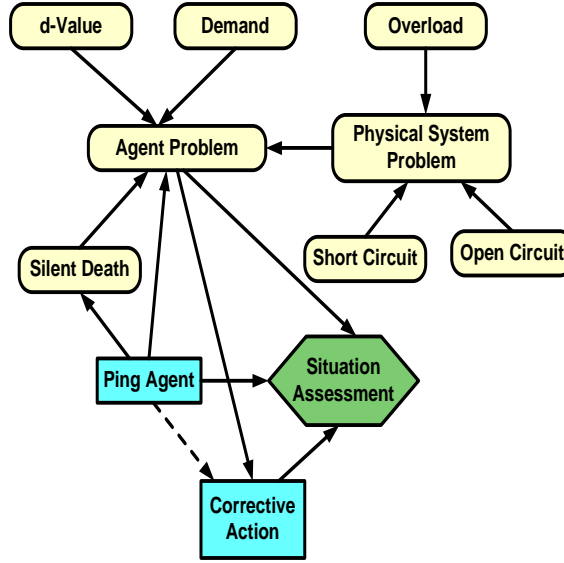 d-Value
Demand
Overload
Agent Problem
Physical System
Problem
Silent Death
Short Circuit
Open Circuit
Ping Agent
Situation
Assessment
Corrective
Action